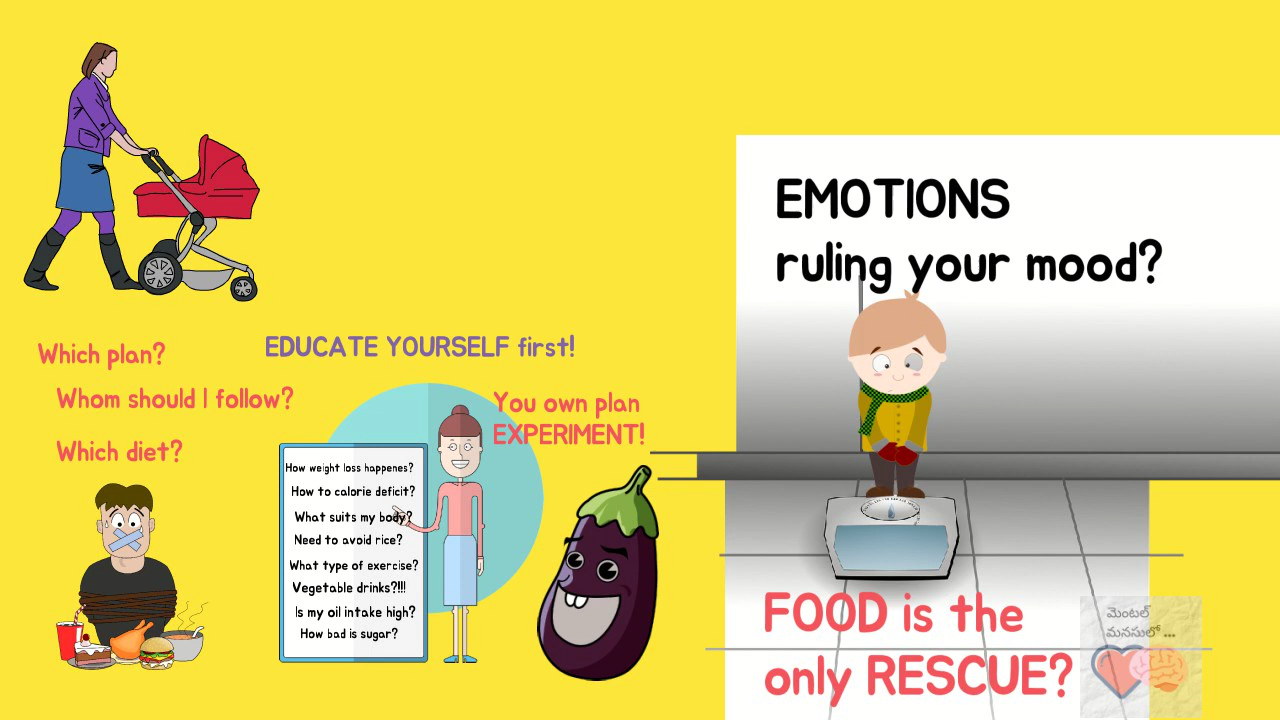 EMOTIONS
ruling your mood?
Which plan?
Whom should I follow?
Which diet?
EDUCATE YOURSELF first!
You own plan
EXPERIMENT!
How weight loss happenes?
How to calorie deficit?
What suits my body?
Need to avoid rice?
What type of exercise?
Vegetable drinks?!!!
Is my oil intake high?
How bad is sugar?
FOOD is the
only RESCUE?
మెంటల్
మనసులో ...